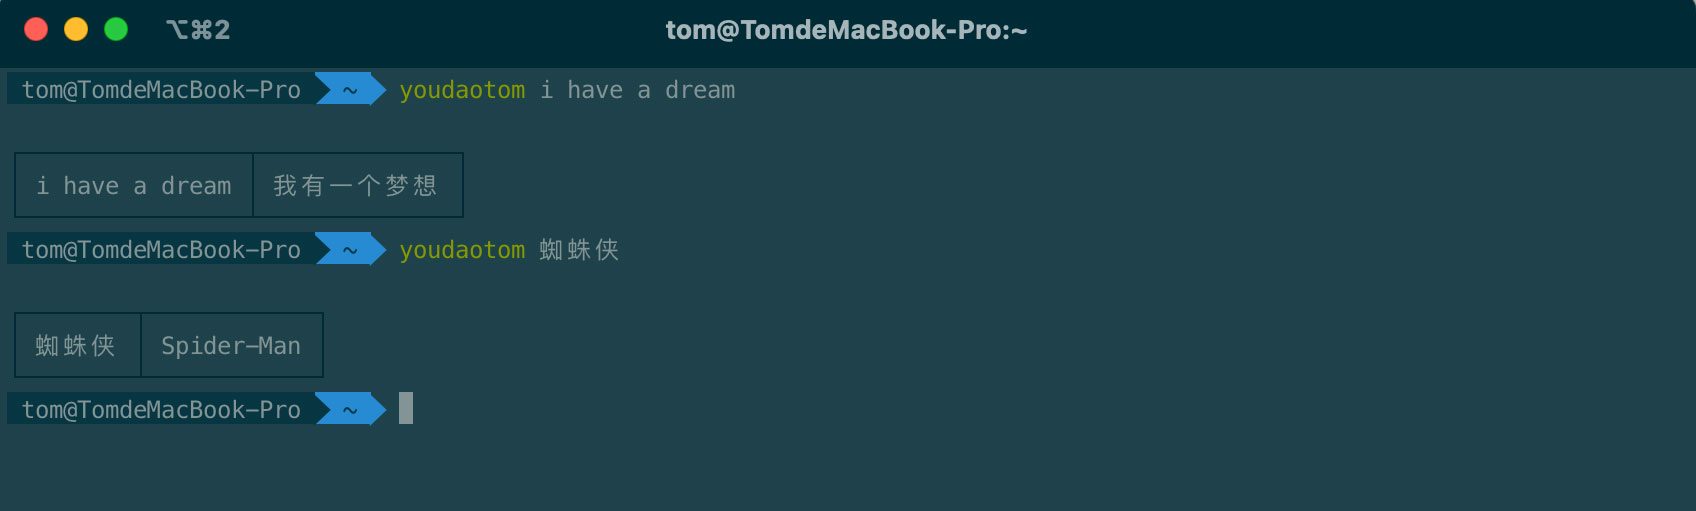 ⌥⌘2 tom@TomdeMacBook-Pro:~
tom@TomdeMacBook-Pro ~ youdaotom i have a dream
i have a dream 我有一个梦想
tom@TomdeMacBook-Pro ~ youdaotom 蜘蛛侠
蜘蛛侠 Spider-Man
tom@TomdeMacBook-Pro ~